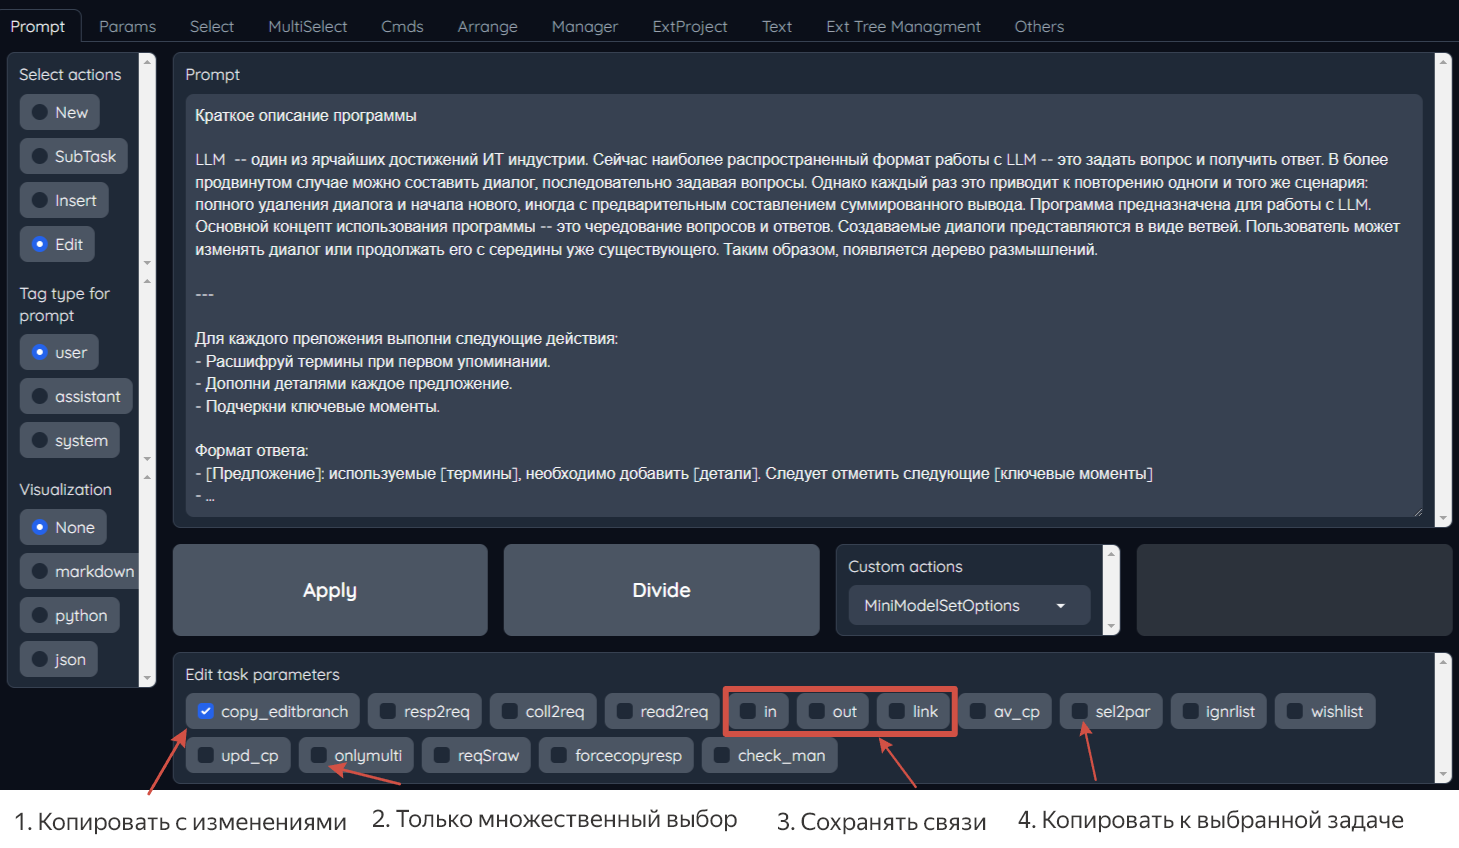 Prompt Params Select MultiSelect Cmds Arrange Manager ExtProject Text Ext Tree Managment Others
Select actions
New
SubTask
Insert
Edit
Tag type for
prompt
user
assistant
system
Visualization
None
markdown
python
json
Prompt
Краткое описание программы
LLM -- один из ярчайших достижений ИТ индустрии. Сейчас наиболее распространенный формат работы с LLM -- это задать вопрос и получить ответ. В более
продвинутом случае можно составить диалог, последовательно задавая вопросы. Однако каждый раз это приводит к повторению одноги и того же сценария:
полного удаления диалога и начала нового, иногда с предварительным составлением суммированного вывода. Программа предназначена для работы с LLM.
Основной концепт использования программы -- это чередование вопросов и ответов. Создаваемые диалоги представляются в виде ветвей. Пользователь может
изменять диалог или продолжать его с середины уже существующего. Таким образом, появляется дерево размышлений.
---
Для каждого преложения выполни следующие действия:
- Расшифруй термины при первом упоминании.
- Дополни деталями каждое предложение.
- Подчеркни ключевые моменты.
Формат ответа:
- [Предложение]: используемые [термины], необходимо добавить [детали]. Следует отметить следующие [ключевые моменты]
- ...
Apply
Divide
Custom actions
MiniModelSetOptions
Edit task parameters
copy_editbranch resp2req coll2req read2req in out link av_cp sel2par ignrlist wishlist
upd_cp onlymulti reqSraw forcecopyresp check_man
1. Копировать с изменениями 2. Только множественный выбор 3. Сохранять связи 4. Копировать к выбранной задаче